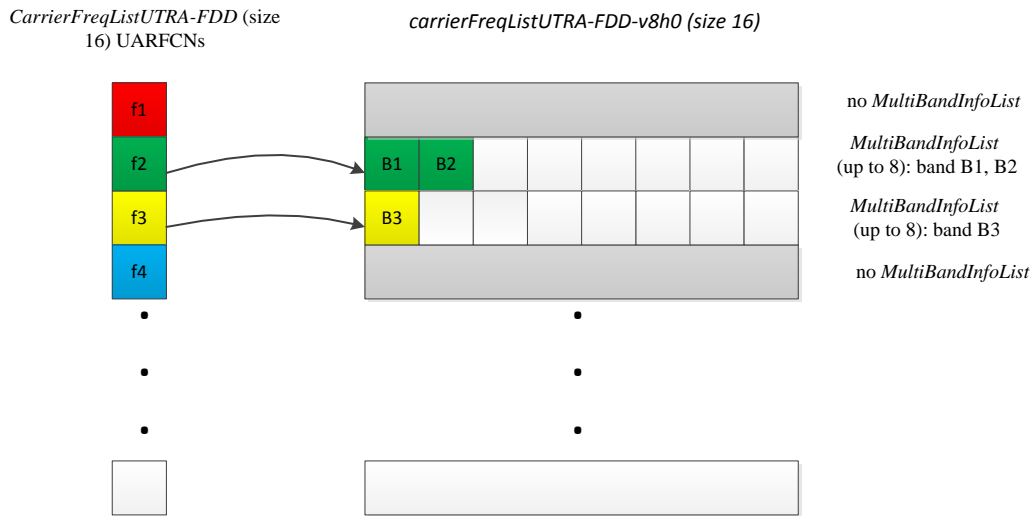 CarrierFreqListUTRA-FDD (size
16) UARFCNs
carrierFreqListUTRA-FDD-v8h0 (size 16)
f1
no MultiBandInfoList
f2
B1
B2
MultiBandInfoList
(up to 8): band B1, B2
f3
B3
MultiBandInfoList
(up to 8): band B3
f4
no MultiBandInfoList